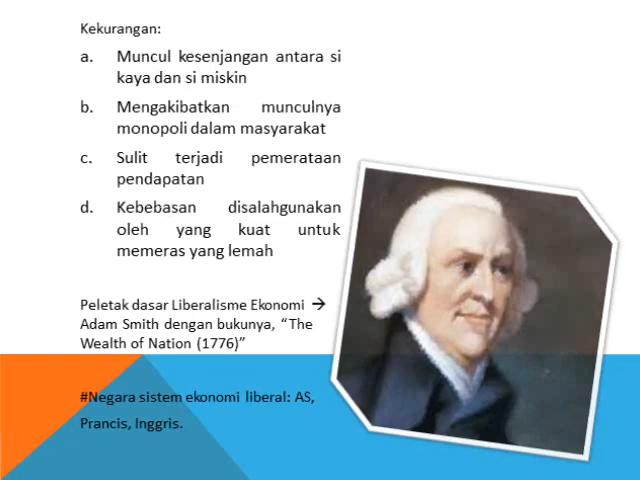 Kekurangan:
a. Muncul kesenjangan antara si
kaya dan si miskin
b. Mengakibatkan munculnya
monopoli dalam masyarakat
c. Sulit terjadi pemerataan
pendapatan
d. Kebebasan disalahgunakan
oleh yang kuat untuk
memeras yang lemah
Peletak dasar Liberalisme Ekonomi →
Adam Smith dengan bukunya, “The
Wealth of Nation (1776)”
#Negara sistem ekonomi liberal: AS,
Prancis, Inggris.